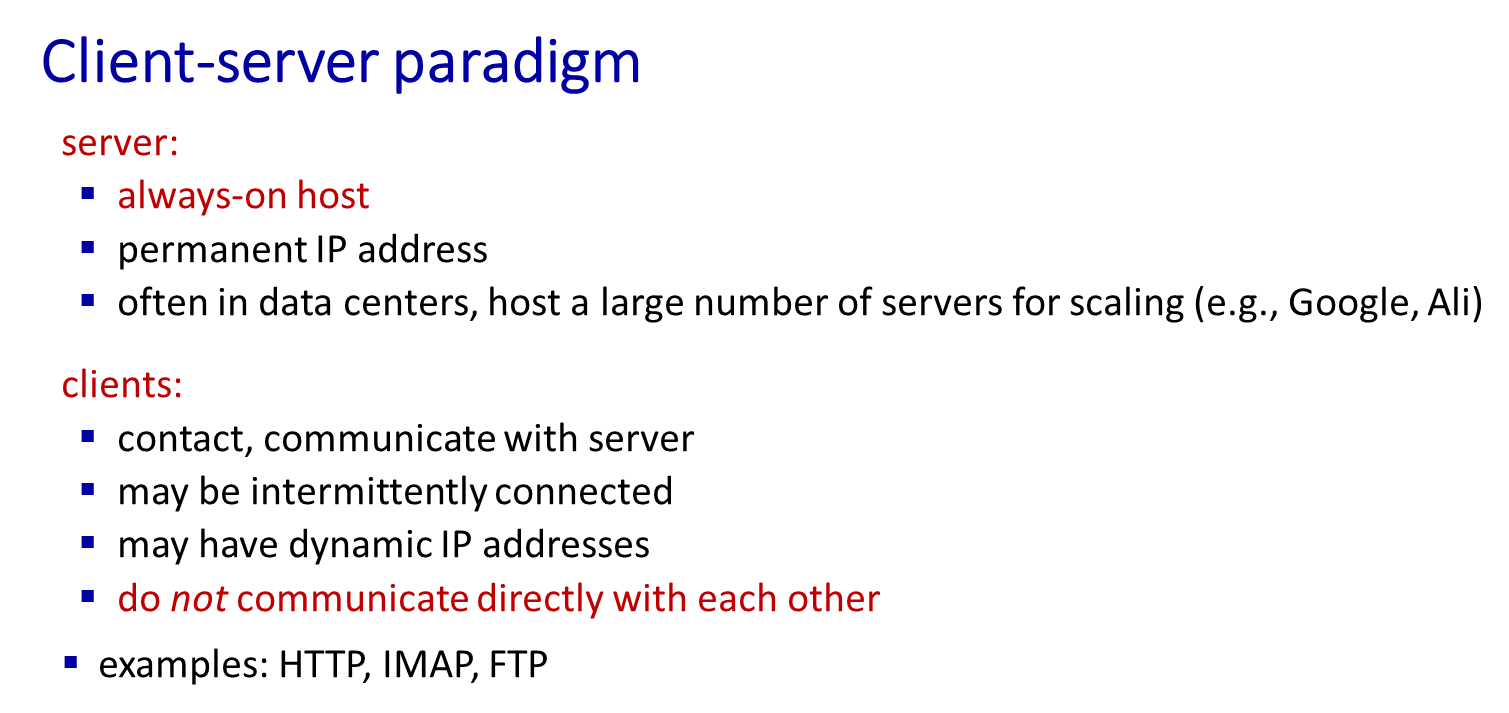 Client-server paradigm
server:
▪ always-on host
▪ permanent IP address
▪ often in data centers, host a large number of servers for scaling (e.g., Google, Ali)
clients:
▪ contact, communicate with server
▪ may be intermittently connected
▪ may have dynamic IP addresses
▪ do not communicate directly with each other
▪ examples: HTTP, IMAP, FTP